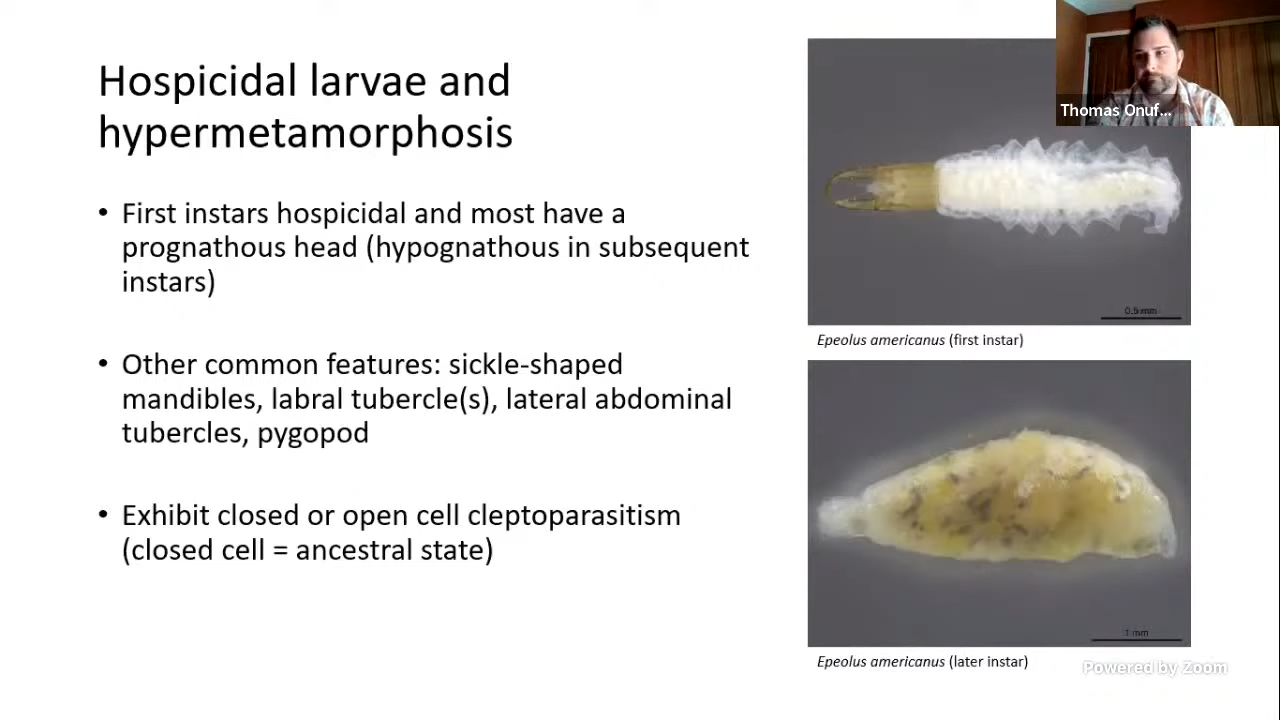 Hospicidal larvae and
hypermetamorphosis
• First instars hospicidal and most have a
prognathous head (hypognathous in subsequent
instars)
• Other common features: sickle-shaped
mandibles, labral tubercle(s), lateral abdominal
tubercles, pygopod
• Exhibit closed or open cell cleptoparasitism
(closed cell = ancestral state)
Thomas Onuf...
0.5 mm
Epeolus americanus (first instar)
1 mm
Epeolus americanus (later instar)
Powered by Zoom